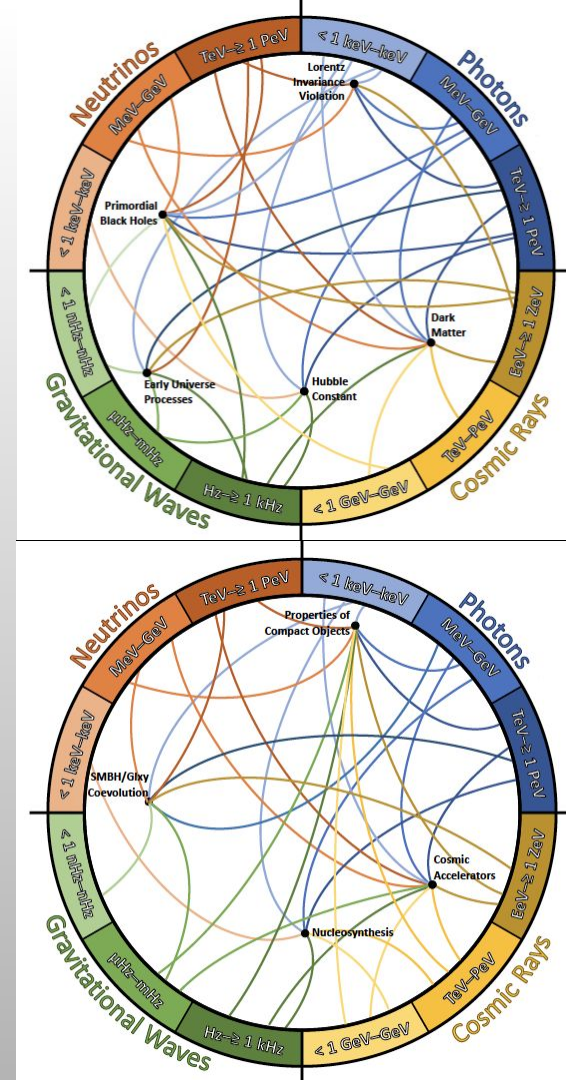 Neutrinos
TeV–≥ 1 PeV
< 1 keV–keV
Photons
MeV–GeV
MeV–GeV
Lorentz
Invariance
Violation
< 1 keV–keV
TeV–≥ 1 PeV
Primordial
Black Holes
< 1 nHz–nHz
EeV–≥ 1 ZeV
Dark
Matter
Early Universe
Processes
Hubble
Constant
μHz–mHz
TeV–PeV
Gravitational Waves
Hz–≥ 1 kHz
< 1 GeV–GeV
Cosmic Rays
Neutrinos
TeV–≥ 1 PeV
< 1 keV–keV
Photons
MeV–GeV
MeV–GeV
Properties of
Compact Objects
< 1 keV–keV
TeV–≥ 1 PeV
SMBH/Glxy
Coevolution
< 1 nHz–nHz
EeV–≥ 1 ZeV
Cosmic
Accelerators
Nucleosynthesis
μHz–mHz
TeV–PeV
Gravitational Waves
Hz–≥ 1 kHz
< 1 GeV–GeV
Cosmic Rays